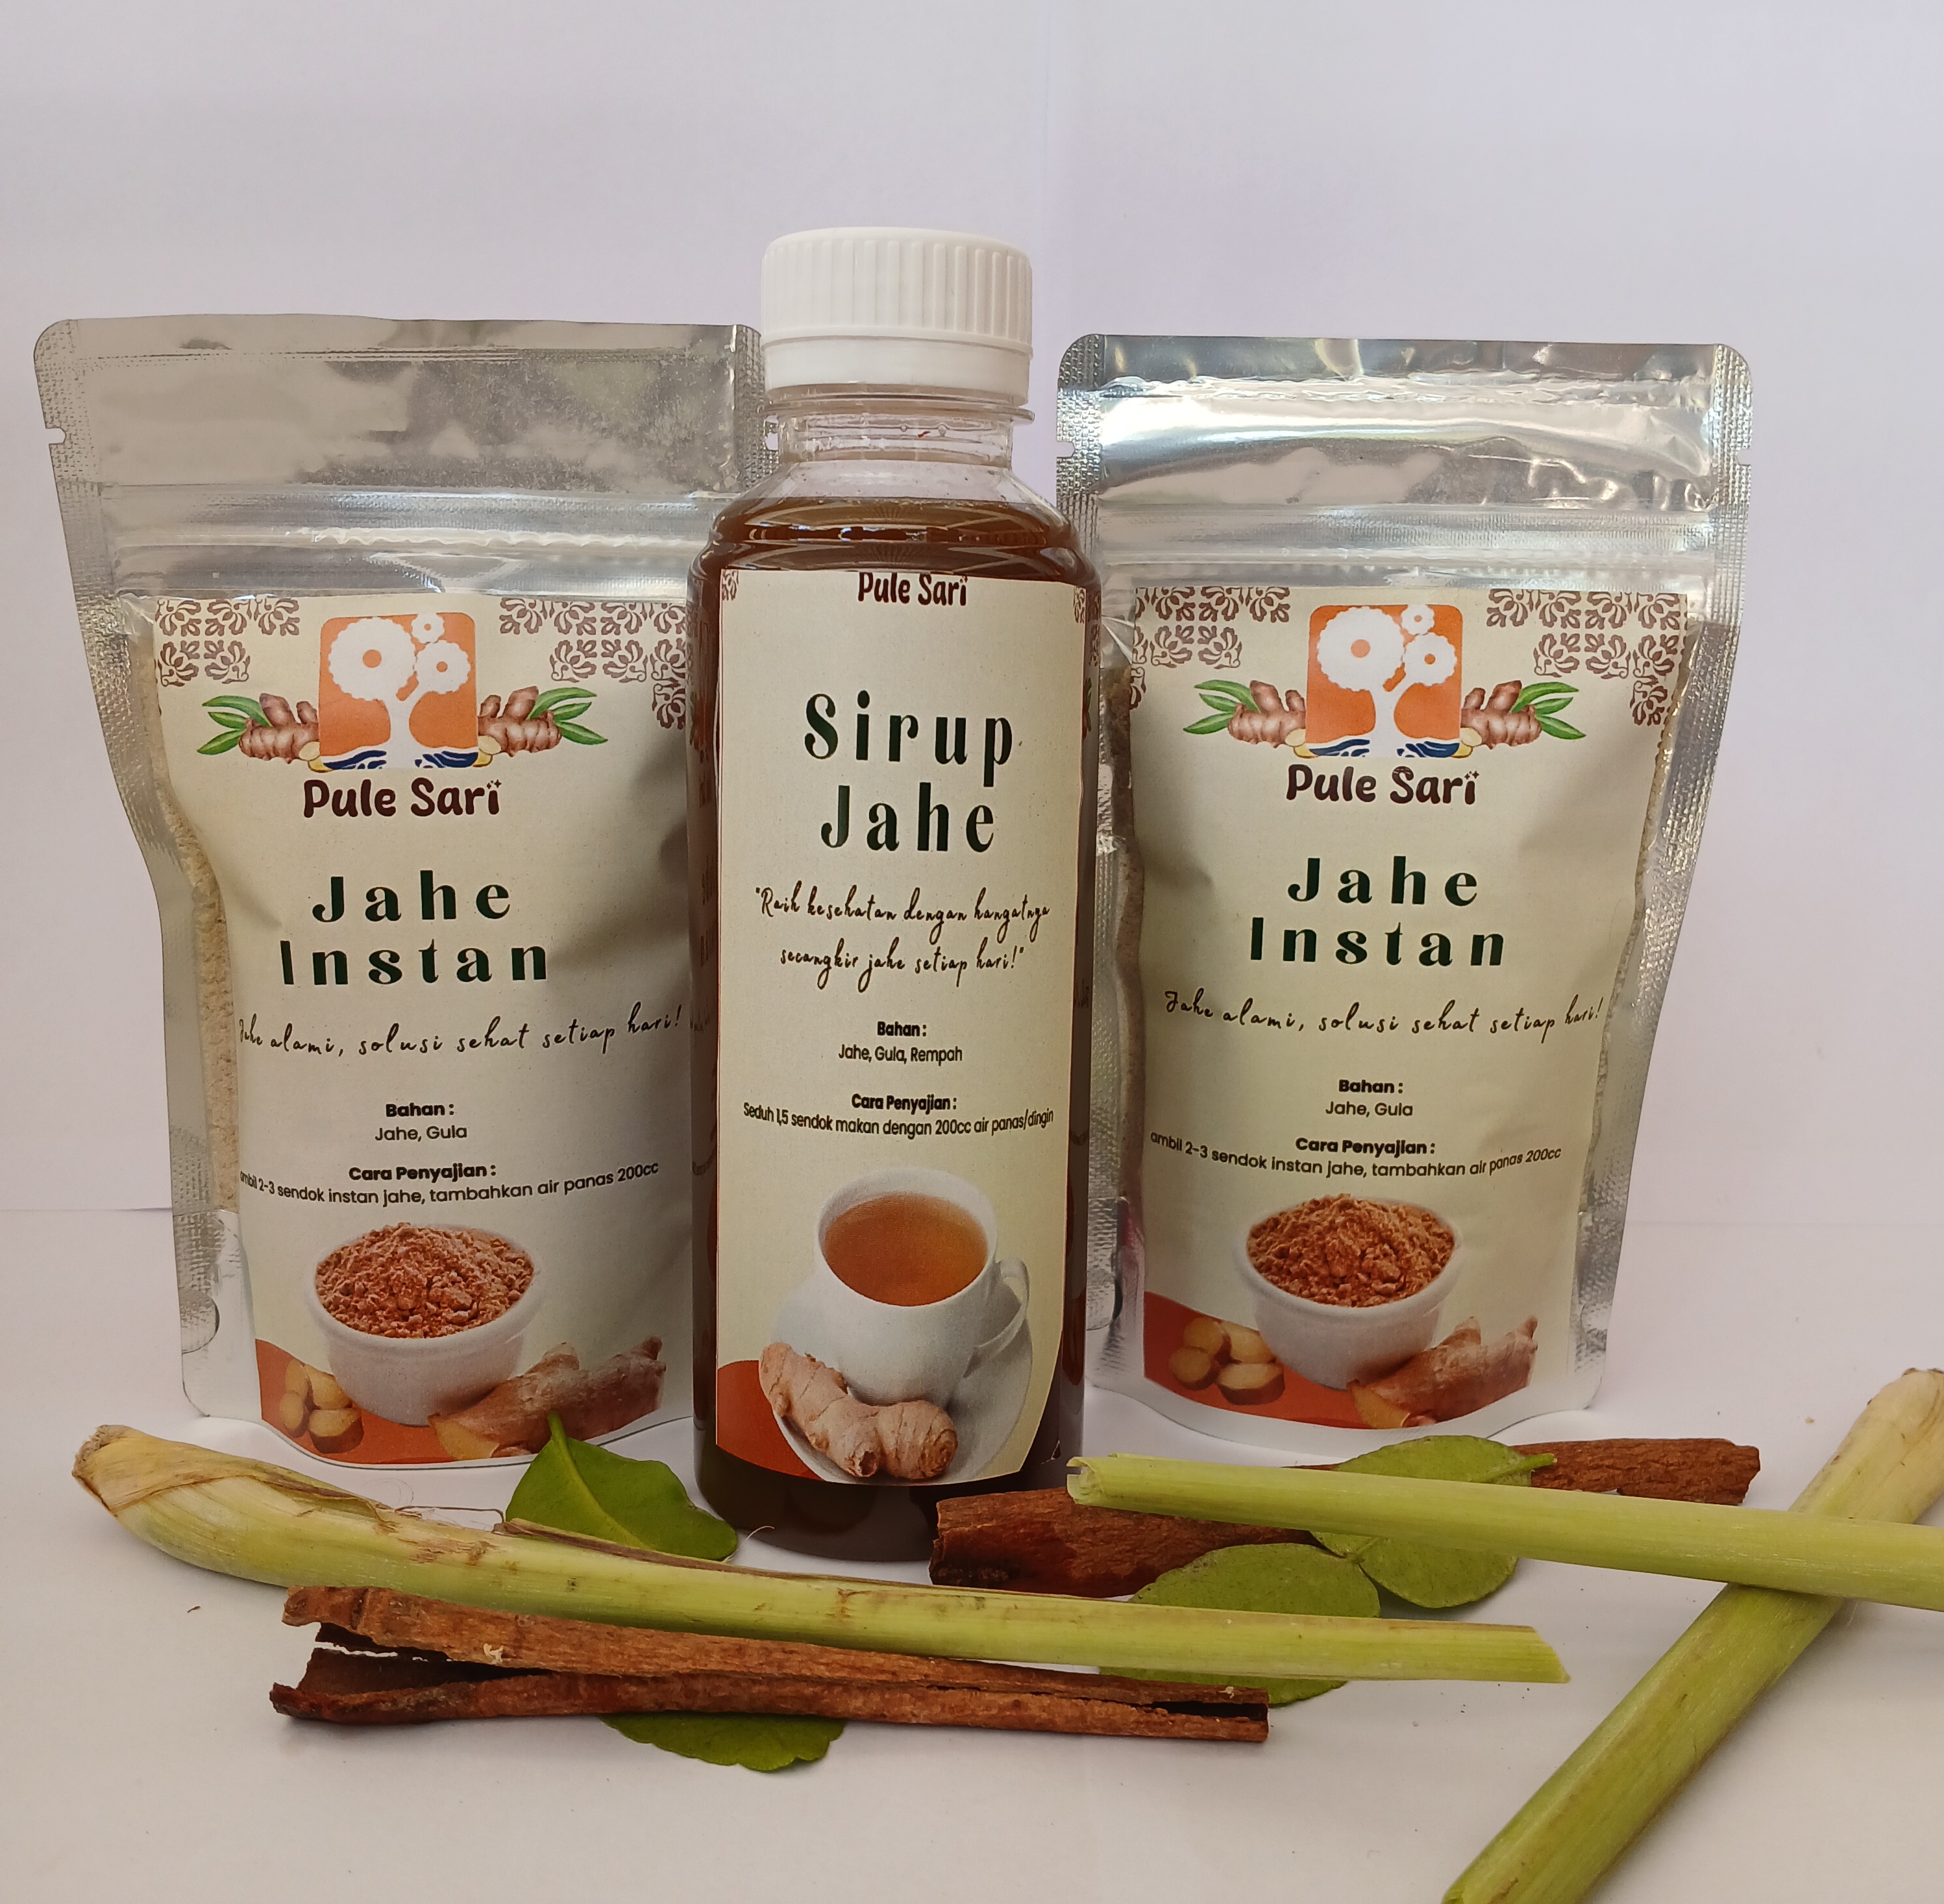 Pule Sari
Jahe
Instan
Jahe alami, solusi sehat setiap hari!
Bahan :
Jahe, Gula
Cara Penyajian :
ambil 2-3 sendok instan jahe, tambahkan air panas 200cc
Pule Sari
Sirup
Jahe
"Raih kesehatan dengan hangatnya
secangkir jahe setiap hari!"
Bahan :
Jahe, Gula, Rempah
Cara Penyajian :
Seduh 1,5 sendok makan dengan 200cc air panas/dingin
Pule Sari
Jahe
Instan
Jahe alami, solusi sehat setiap hari!
Bahan :
Jahe, Gula
Cara Penyajian :
ambil 2-3 sendok instan jahe, tambahkan air panas 200cc